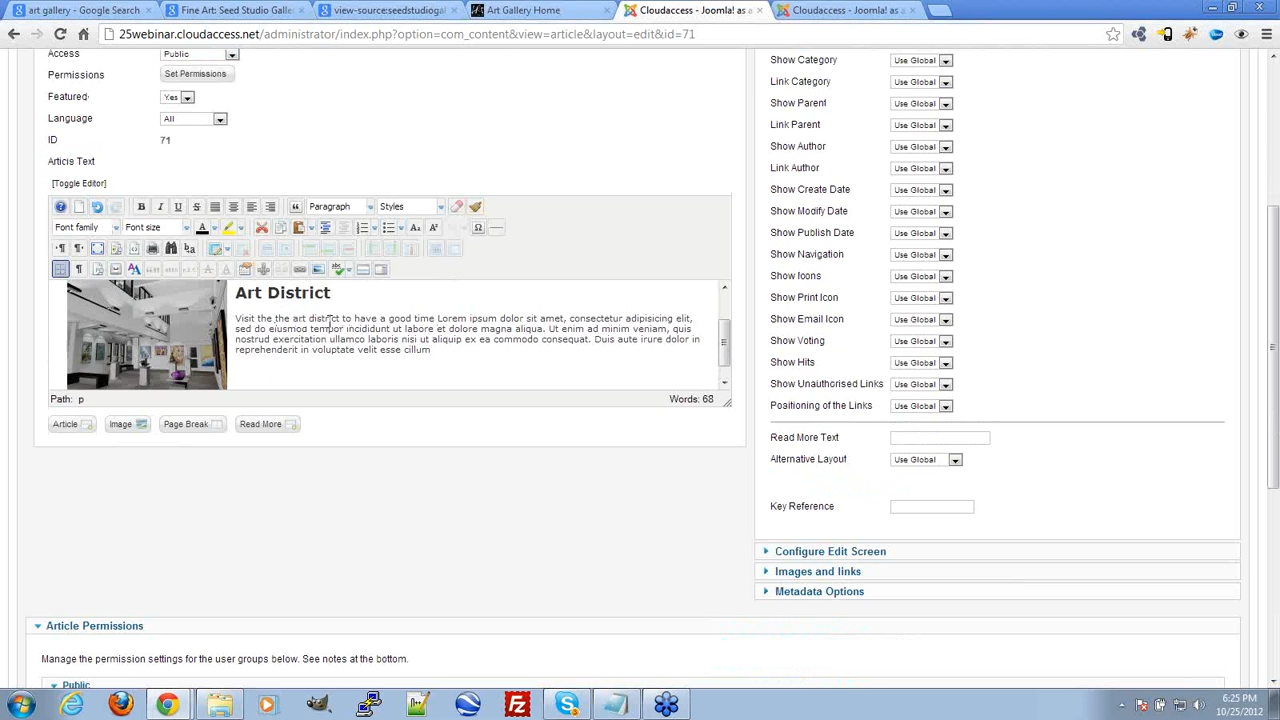 art gallery - Google Search
Fine Art: Seed Studio Galler
view-source:seedstudiogal
Art Gallery Home
Cloudaccess - Joomla! as a
Cloudaccess - Joomla! as a
25webinar.cloudaccess.net/administrator/index.php?option=com_content&view=article&layout=edit&id=71
Access Public
Permissions Set Permissions
Featured Yes
Language All
ID 71
Articis Text
[Toggle Editor]
Paragraph Styles
Font family Font size
Art District
Visit the the art district to have a good time Lorem ipsum dolor sit amet, consectetur adipisicing elit,
sed do eiusmod tempor incididunt ut labore et dolore magna aliqua. Ut enim ad minim veniam, quis
nostrud exercitation ullamco laboris nisi ut aliquip ex ea commodo consequat. Duis aute irure dolor in
reprehenderit in voluptate velit esse cillum
Path: p
Words: 68
Article
Image
Page Break
Read More
Show Category Use Global
Link Category Use Global
Show Parent Use Global
Link Parent Use Global
Show Author Use Global
Link Author Use Global
Show Create Date Use Global
Show Modify Date Use Global
Show Publish Date Use Global
Show Navigation Use Global
Show Icons Use Global
Show Print Icon Use Global
Show Email Icon Use Global
Show Voting Use Global
Show Hits Use Global
Show Unauthorised Links Use Global
Positioning of the Links Use Global
Read More Text
Alternative Layout Use Global
Key Reference
Configure Edit Screen
Images and links
Metadata Options
Article Permissions
Manage the permission settings for the user groups below. See notes at the bottom.
Public
6:25 PM
10/25/2012